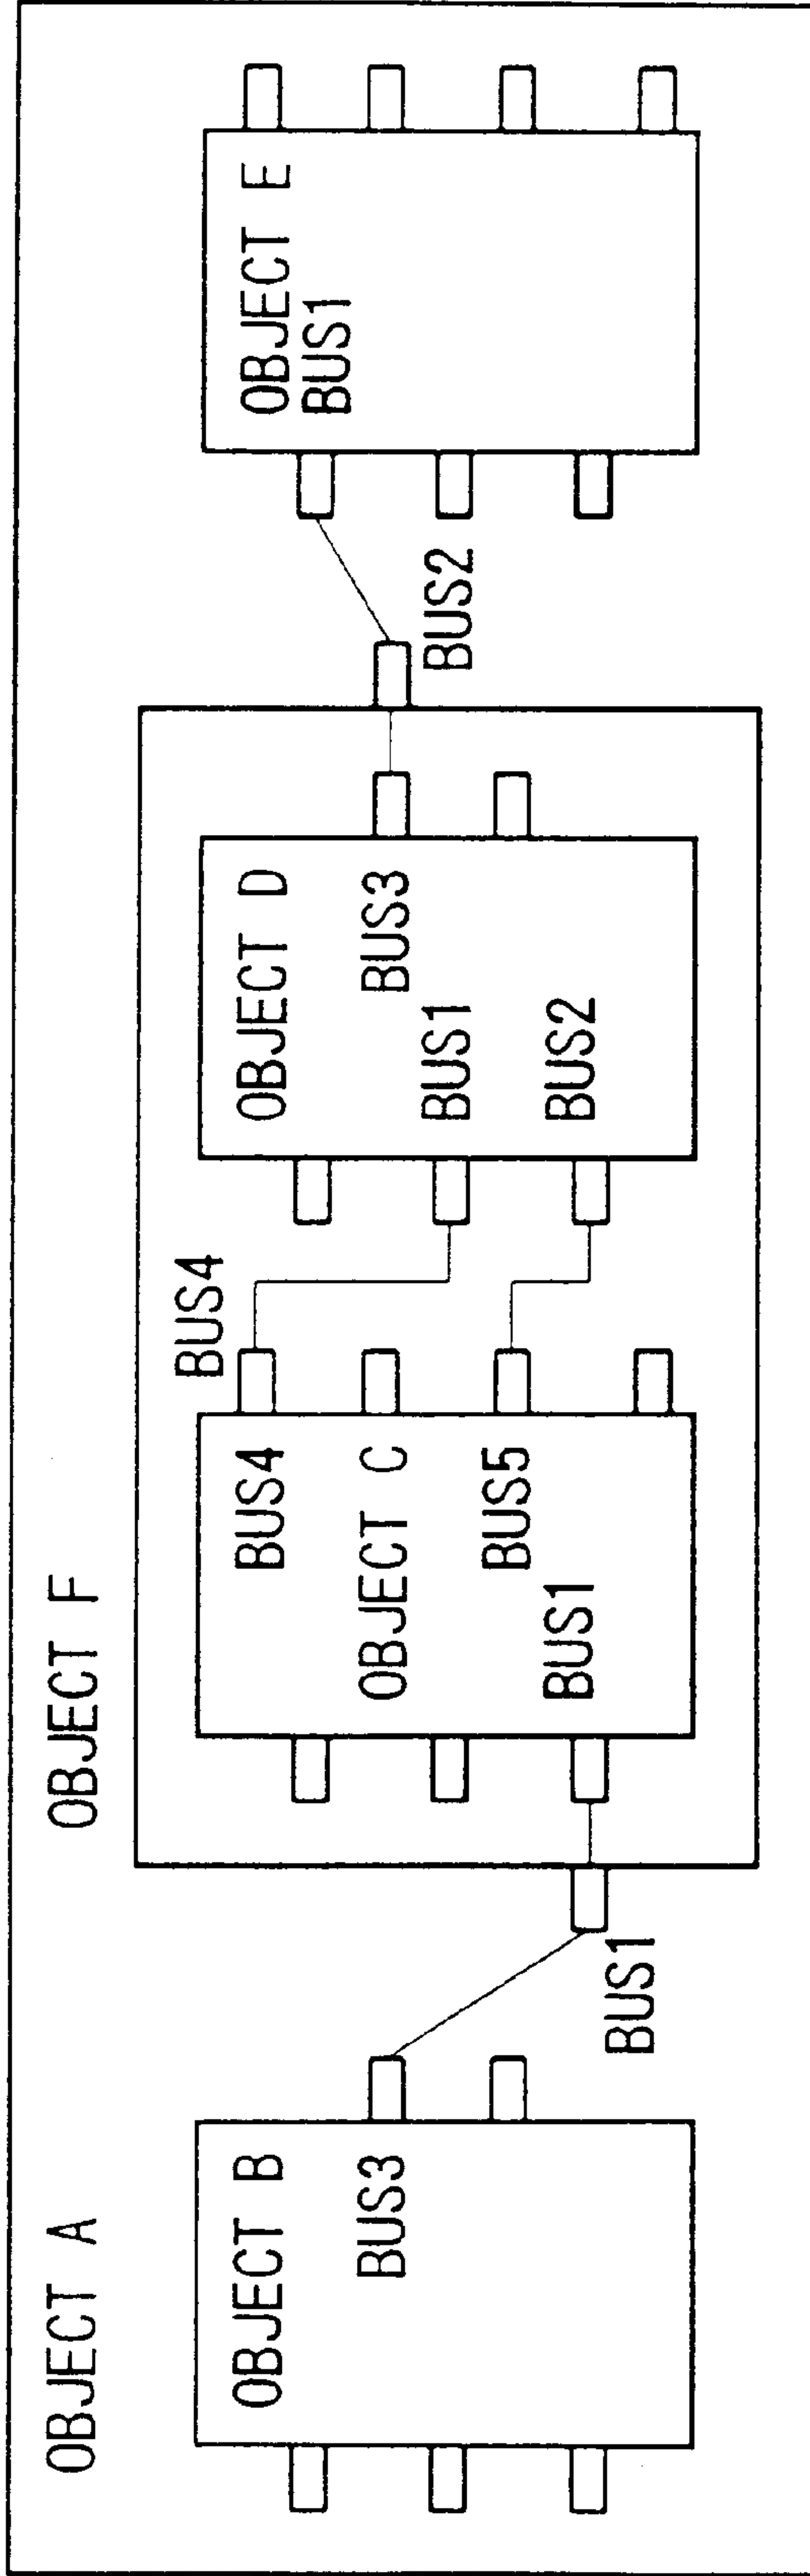 OBJECT A
OBJECT F
OBJECT B
BUS3
BUS1
BUS4
OBJECT C
BUS5
BUS1
BUS4
OBJECT D
BUS3
BUS1
BUS2
BUS2
OBJECT E
BUS1